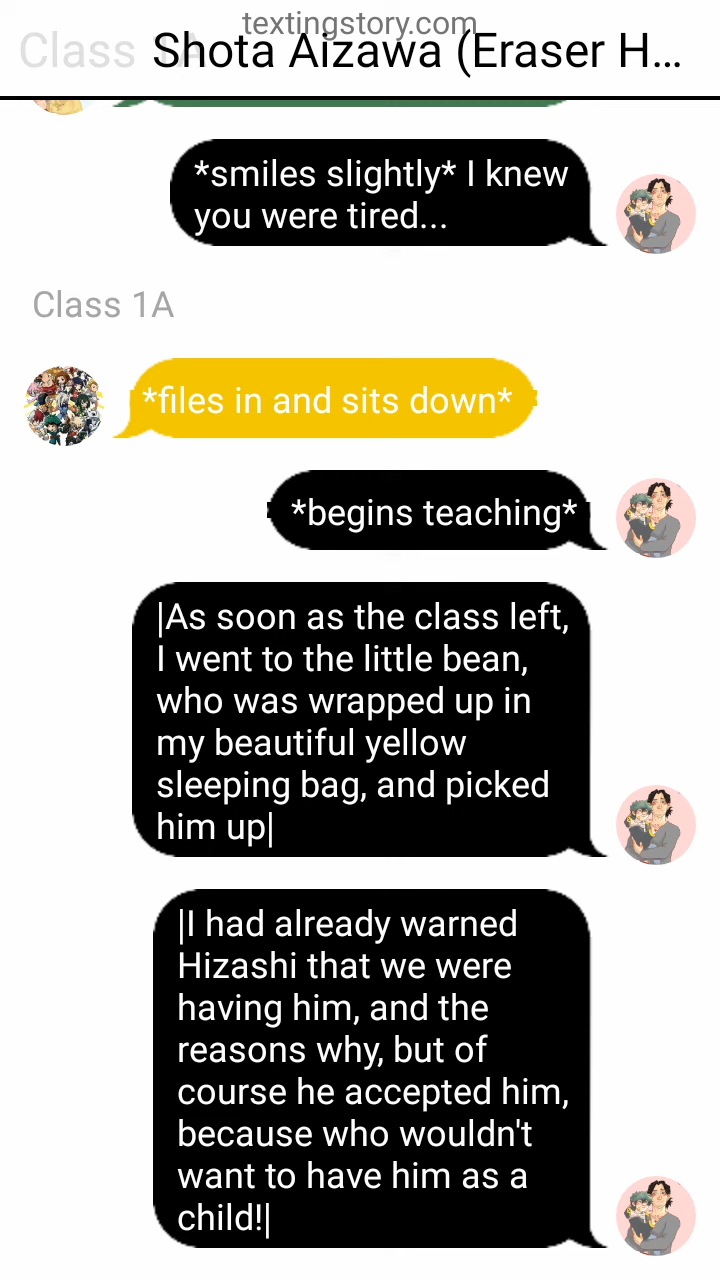 textingstory.com
Class 1A
Shota Aizawa (Eraser H...
*smiles slightly* I knew
you were tired...
Class 1A
*files in and sits down*
*begins teaching*
|As soon as the class left,
I went to the little bean,
who was wrapped up in
my beautiful yellow
sleeping bag, and picked
him up|
|I had already warned
Hizashi that we were
having him, and the
reasons why, but of
course he accepted him,
because who wouldn't
want to have him as a
child!|